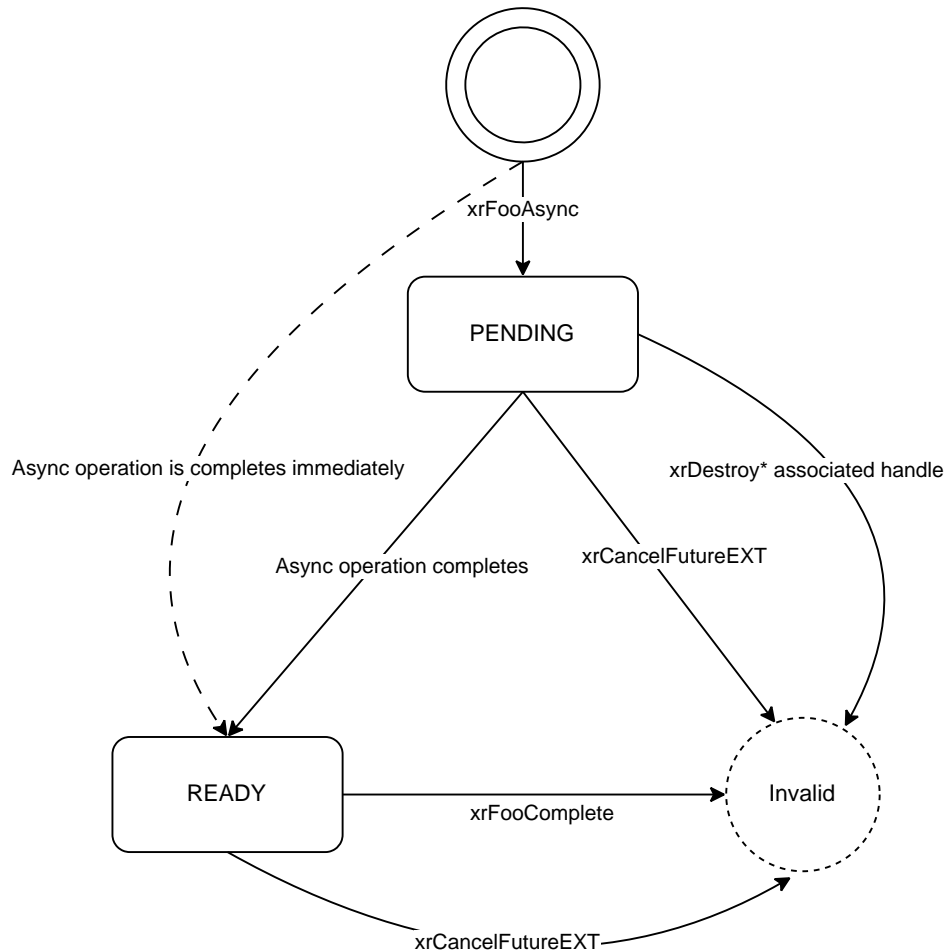 xrFooAsync
PENDING
Async operation is completes immediately
xrDestroy* associated handle
xrCancelFutureEXT
Async operation completes
READY
Invalid
xrFooComplete
xrCancelFutureEXT